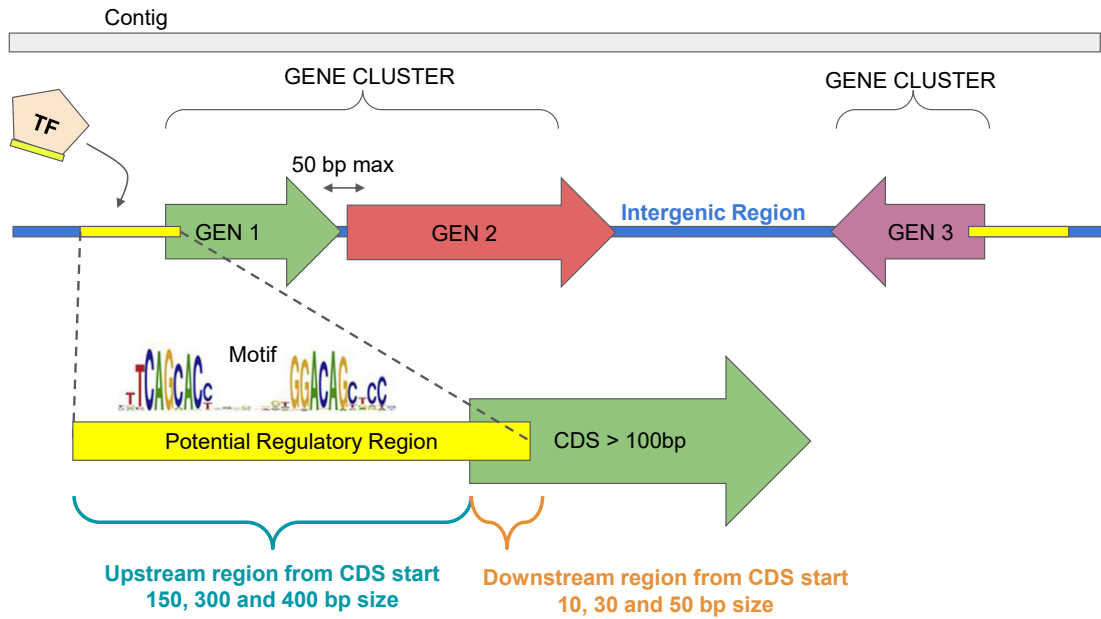 Contig
GENE CLUSTER
GENE CLUSTER
TF
50 bp max
GEN 1
GEN 2
Intergenic Region
GEN 3
Motif
TTCAGCACC
GGACAGCTCC
Potential Regulatory Region
CDS > 100bp
Upstream region from CDS start
150, 300 and 400 bp size
Downstream region from CDS start
10, 30 and 50 bp size